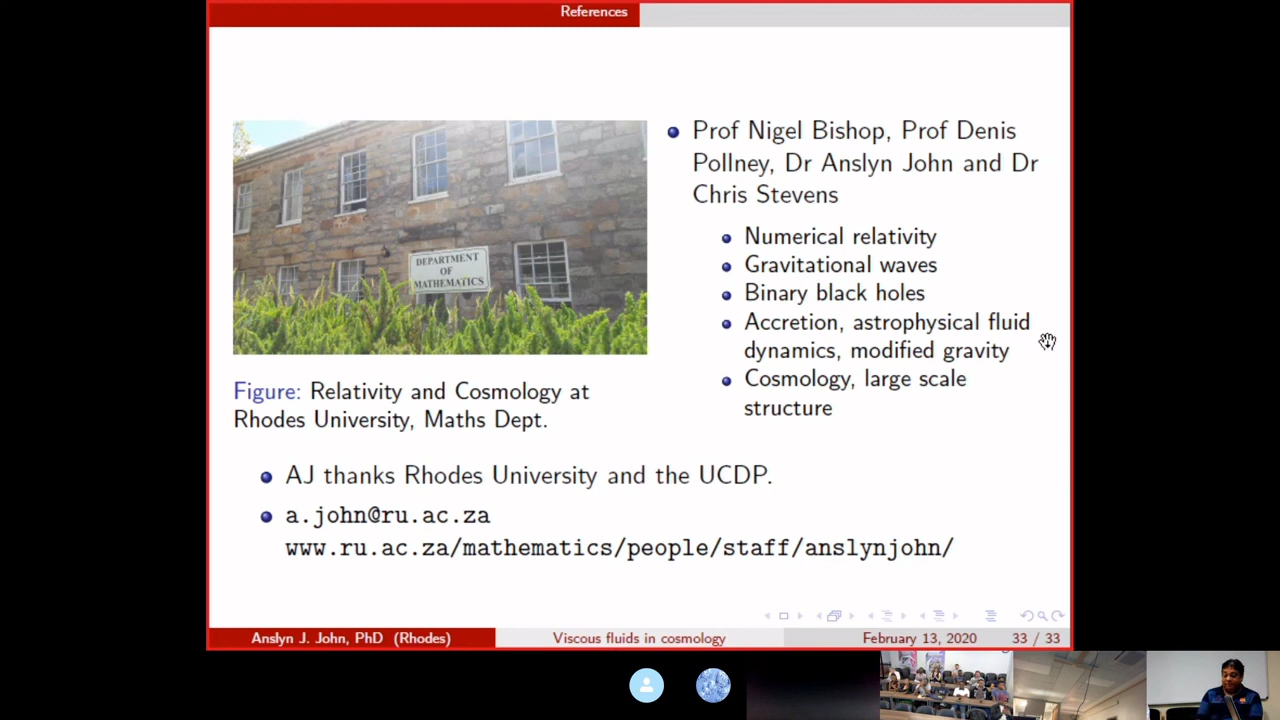 References
DEPARTMENT
OF
MATHEMATICS
Figure: Relativity and Cosmology at
Rhodes University, Maths Dept.
Prof Nigel Bishop, Prof Denis
Pollney, Dr Anslyn John and Dr
Chris Stevens
Numerical relativity
Gravitational waves
Binary black holes
Accretion, astrophysical fluid
dynamics, modified gravity
Cosmology, large scale
structure
AJ thanks Rhodes University and the UCDP.
a.john@ru.ac.za
www.ru.ac.za/mathematics/people/staff/anslynjohn/
Anslyn J. John, PhD (Rhodes)
Viscous fluids in cosmology
February 13, 2020
33 / 33